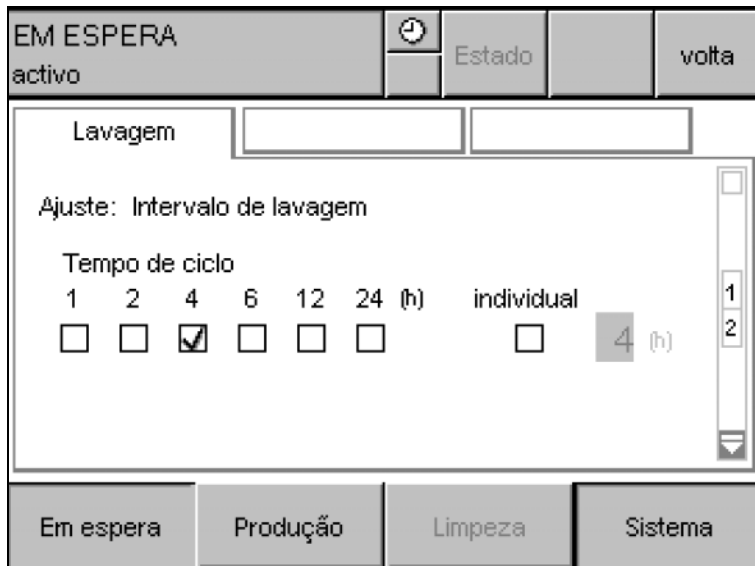 EM ESPERA
activo
Estado
volta
Lavagem
Ajuste: Intervalo de lavagem
Tempo de ciclo
1 2 4 6 12 24 (h) individual
4 (h)
1
2
Em espera Produção Limpeza Sistema